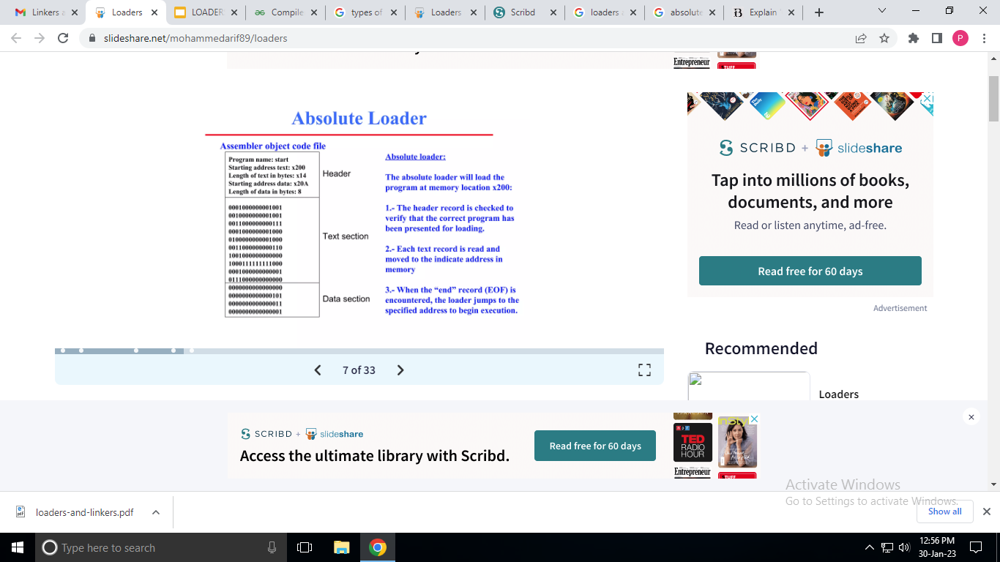 Linkers a
Loaders
LOADER
Compile
types of
Loaders
Scribd
loaders
absolute
Explain
slideshare.net/mohammedarif89/loaders
P
Entrepreneur
Absolute Loader
Assembler object code file
Program name: start
Starting address text: x200
Length of text in bytes: x14
Starting address data: x20A
Length of data in bytes: 8
Header
0001000000001001
0010000000001001
0011000000000111
0001000000001000
0100000000001000
0011000000000110
1001000000000000
1000111111111000
0001000000000001
0111000000000000
Text section
0000000000000000
0000000000000101
0000000000000011
0000000000000001
Data section
Absolute loader:
The absolute loader will load the
program at memory location x200:
1.- The header record is checked to
verify that the correct program has
been presented for loading.
2.- Each text record is read and
moved to the indicate address in
memory
3.- When the “end” record (EOF) is
encountered, the loader jumps to the
specified address to begin execution.
7 of 33
SCRIBD + slideshare
Tap into millions of books,
documents, and more
Read or listen anytime, ad-free.
Read free for 60 days
Advertisement
Recommended
Loaders
SCRIBD + slideshare
Access the ultimate library with Scribd.
Read free for 60 days
TED
RADIO
HOUR
Entrepreneur
InStyl
Activate Windows
Go to Settings to activate Windows.
loaders-and-linkers.pdf
Show all
Type here to search
12:56 PM
30-Jan-23